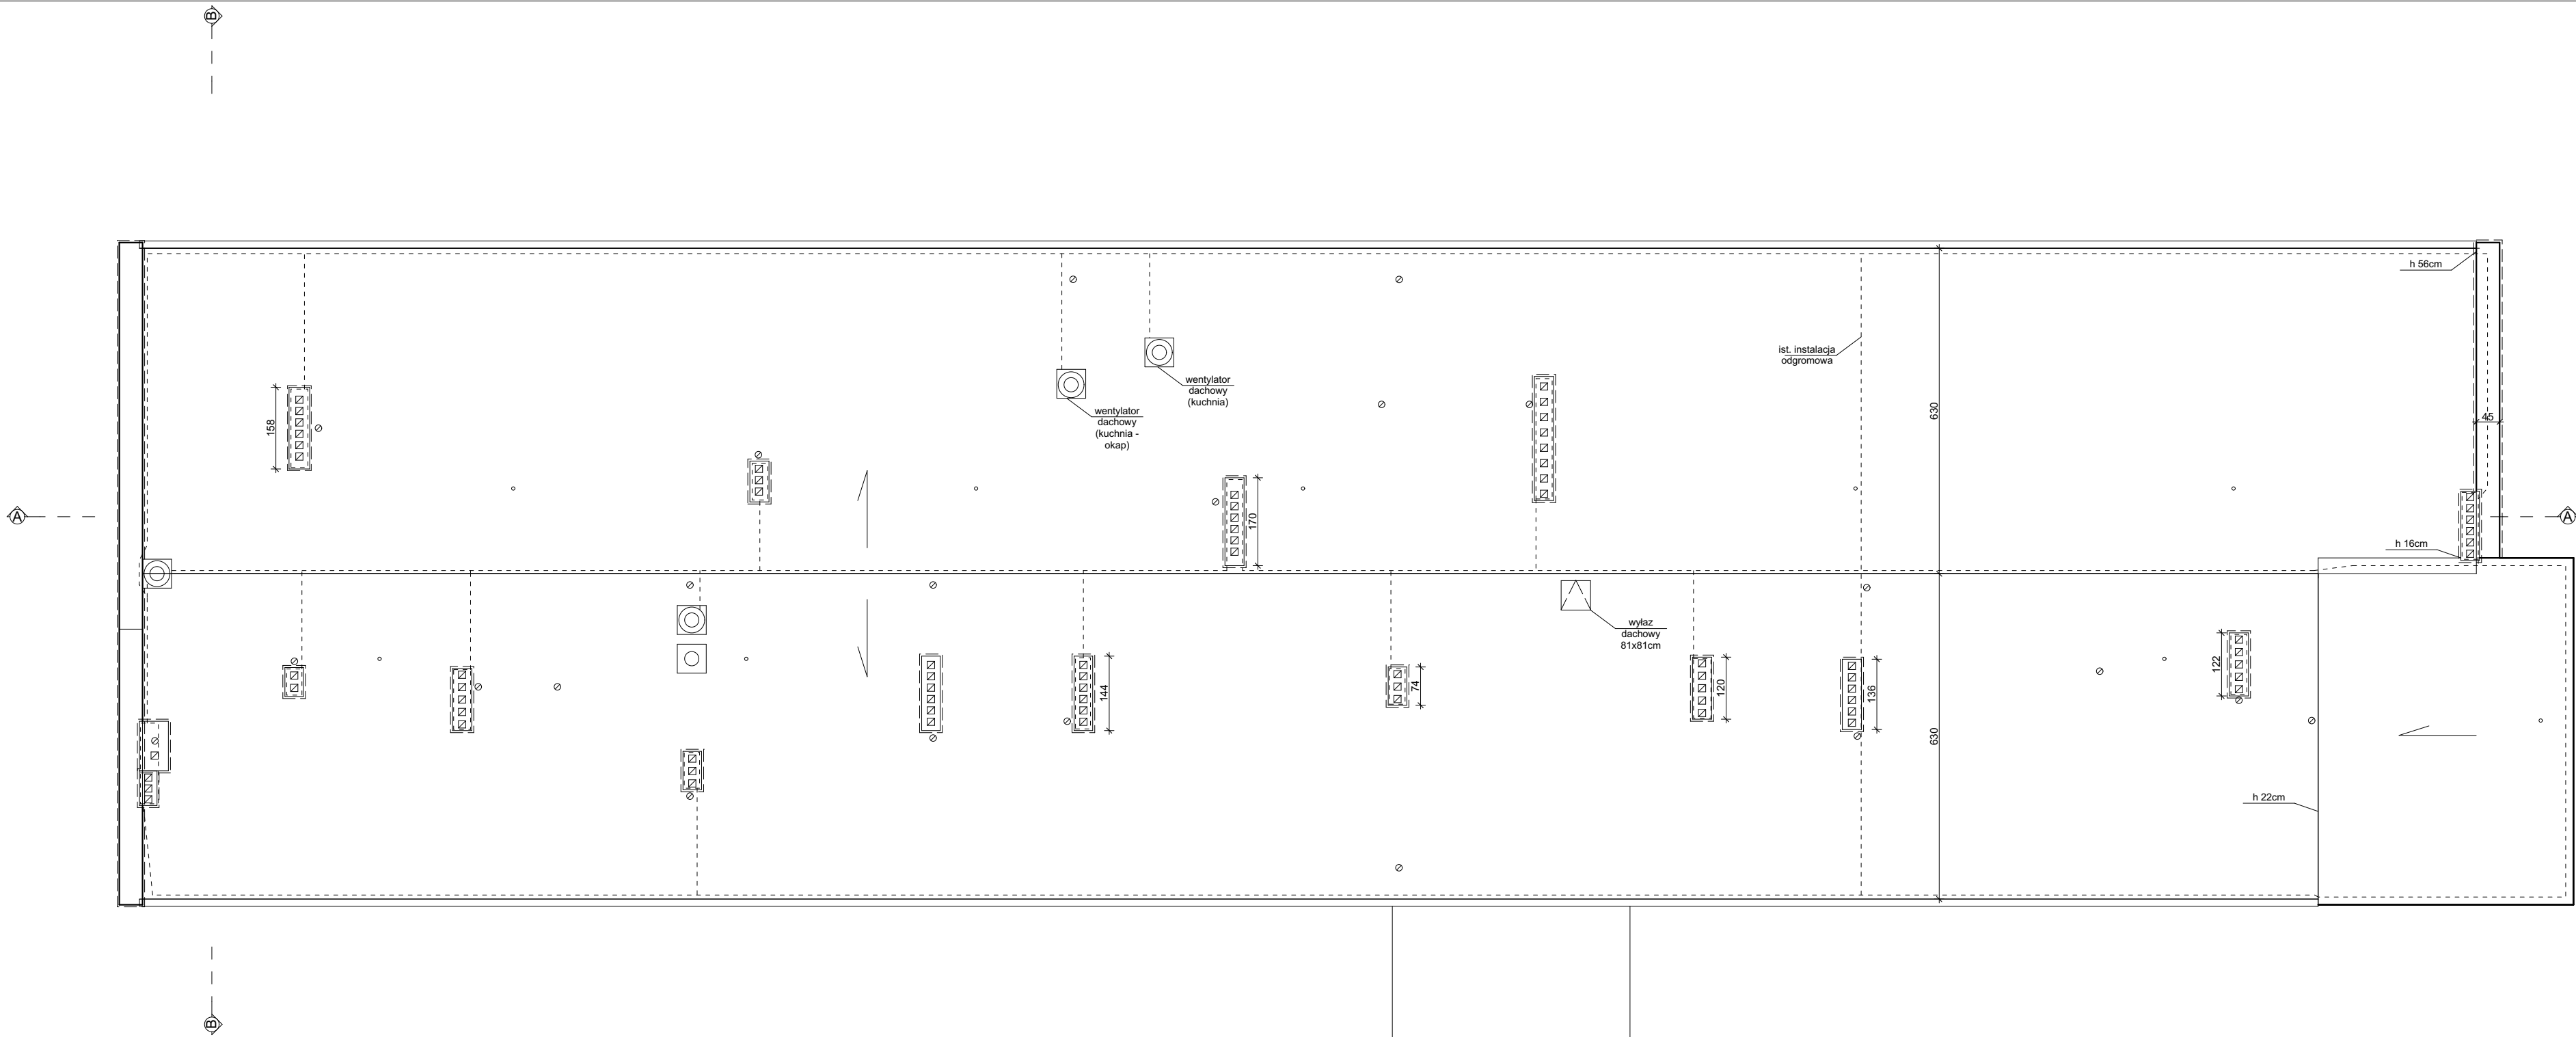 B
h 56cm
ist. instalacja
odgromowa
wentylator
dachowy
(kuchnia)
wentylator
dachowy
(kuchnia -
okap)
630
45
158
170
A
A
h 16cm
wyłaz
dachowy
81x81cm
122
144
74
120
136
630
h 22cm
B